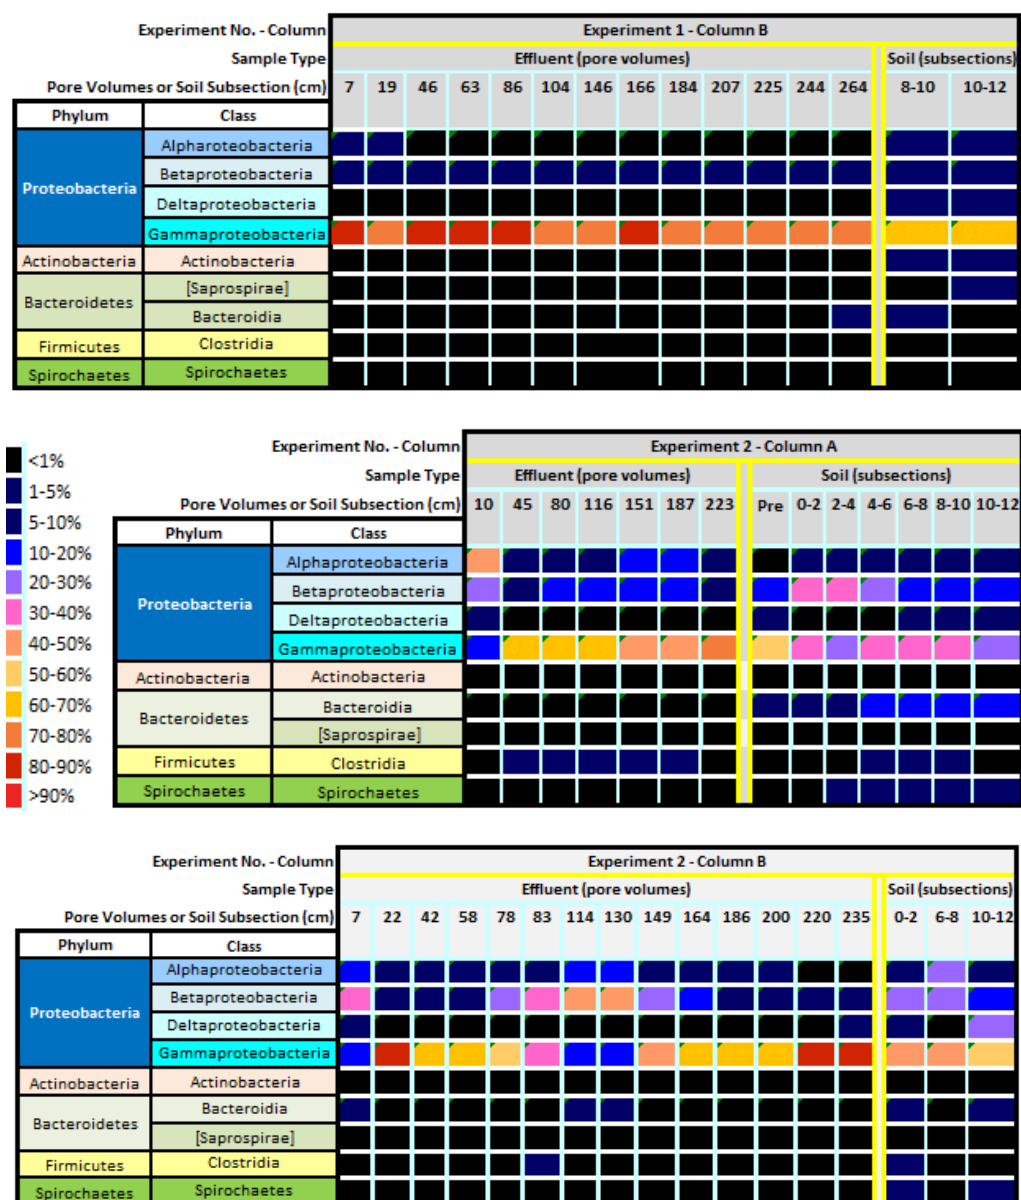 Experiment No. - Column Experiment 1 - Column B
Sample Type Effluent (pore volumes) Soil (subsections)
Pore Volumes or Soil Subsection (cm) 7 19 46 63 86 104 146 166 184 207 225 244 264 8-10 10-12
Phylum Class
Proteobacteria Alpharoteobacteria
Betaproteobacteria
Deltaproteobacteria
Gammaproteobacteria
Actinobacteria Actinobacteria
Bacteroidetes [Saprospirae]
Bacteroidia
Firmicutes Clostridia
Spirochaetes Spirochaetes
<1%
1-5%
5-10%
10-20%
20-30%
30-40%
40-50%
50-60%
60-70%
70-80%
80-90%
>90%
Experiment No. - Column Experiment 2 - Column A
Sample Type Effluent (pore volumes) Soil (subsections)
Pore Volumes or Soil Subsection (cm) 10 45 80 116 151 187 223 Pre 0-2 2-4 4-6 6-8 8-10 10-12
Phylum Class
Proteobacteria Alphaproteobacteria
Betaproteobacteria
Deltaproteobacteria
Gammaproteobacteria
Actinobacteria Actinobacteria
Bacteroidetes Bacteroidia
[Saprospirae]
Firmicutes Clostridia
Spirochaetes Spirochaetes
Experiment No. - Column Experiment 2 - Column B
Sample Type Effluent (pore volumes) Soil (subsections)
Pore Volumes or Soil Subsection (cm) 7 22 42 58 78 83 114 130 149 164 186 200 220 235 0-2 6-8 10-12
Phylum Class
Proteobacteria Alphaproteobacteria
Betaproteobacteria
Deltaproteobacteria
Gammaproteobacteria
Actinobacteria Actinobacteria
Bacteroidetes Bacteroidia
[Saprospirae]
Firmicutes Clostridia
Spirochaetes Spirochaetes